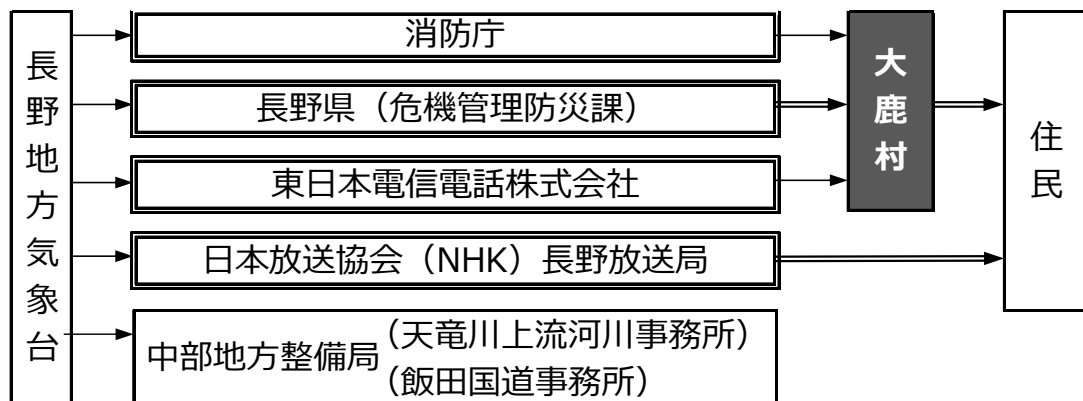 長野地方気象台
消防庁
長野県（危機管理防災課）
東日本電信電話株式会社
日本放送協会（NHK）長野放送局
中部地方整備局
（天竜川上流河川事務所）
（飯田国道事務所）
大鹿村
住民